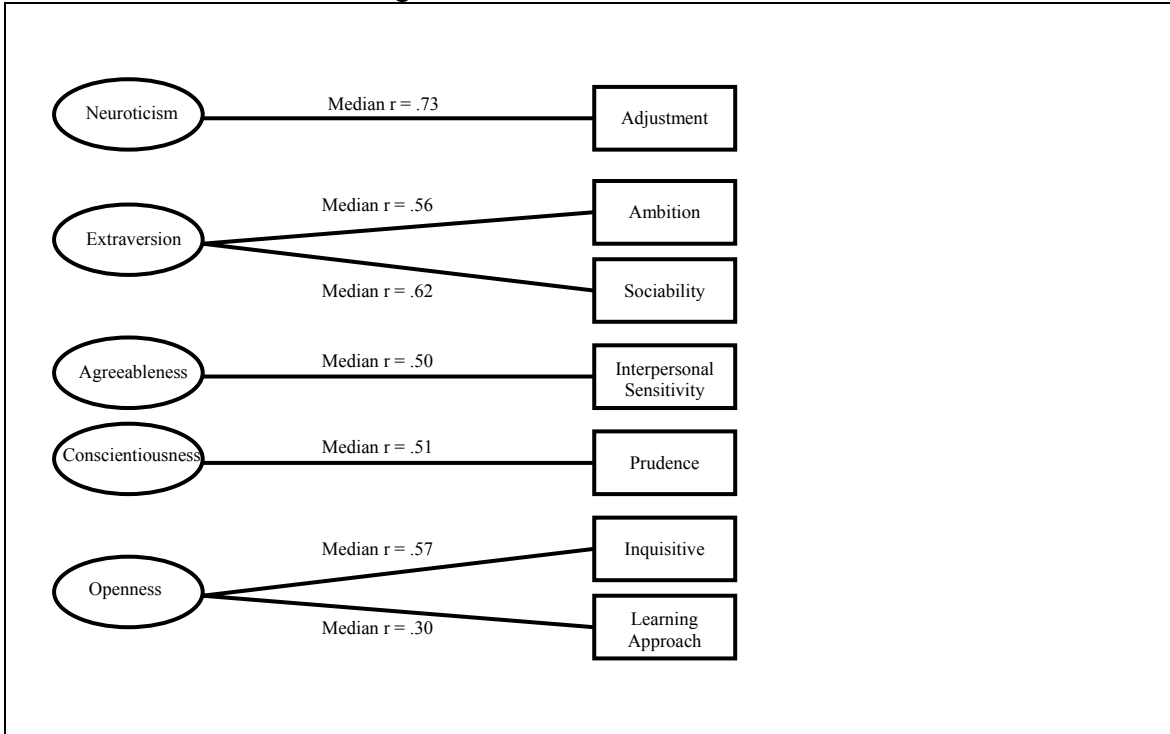 Neuroticism
Median r = .73
Adjustment
Extraversion
Median r = .56
Ambition
Median r = .62
Sociability
Agreeableness
Median r = .50
Interpersonal
Sensitivity
Conscientiousness
Median r = .51
Prudence
Openness
Median r = .57
Inquisitive
Median r = .30
Learning
Approach